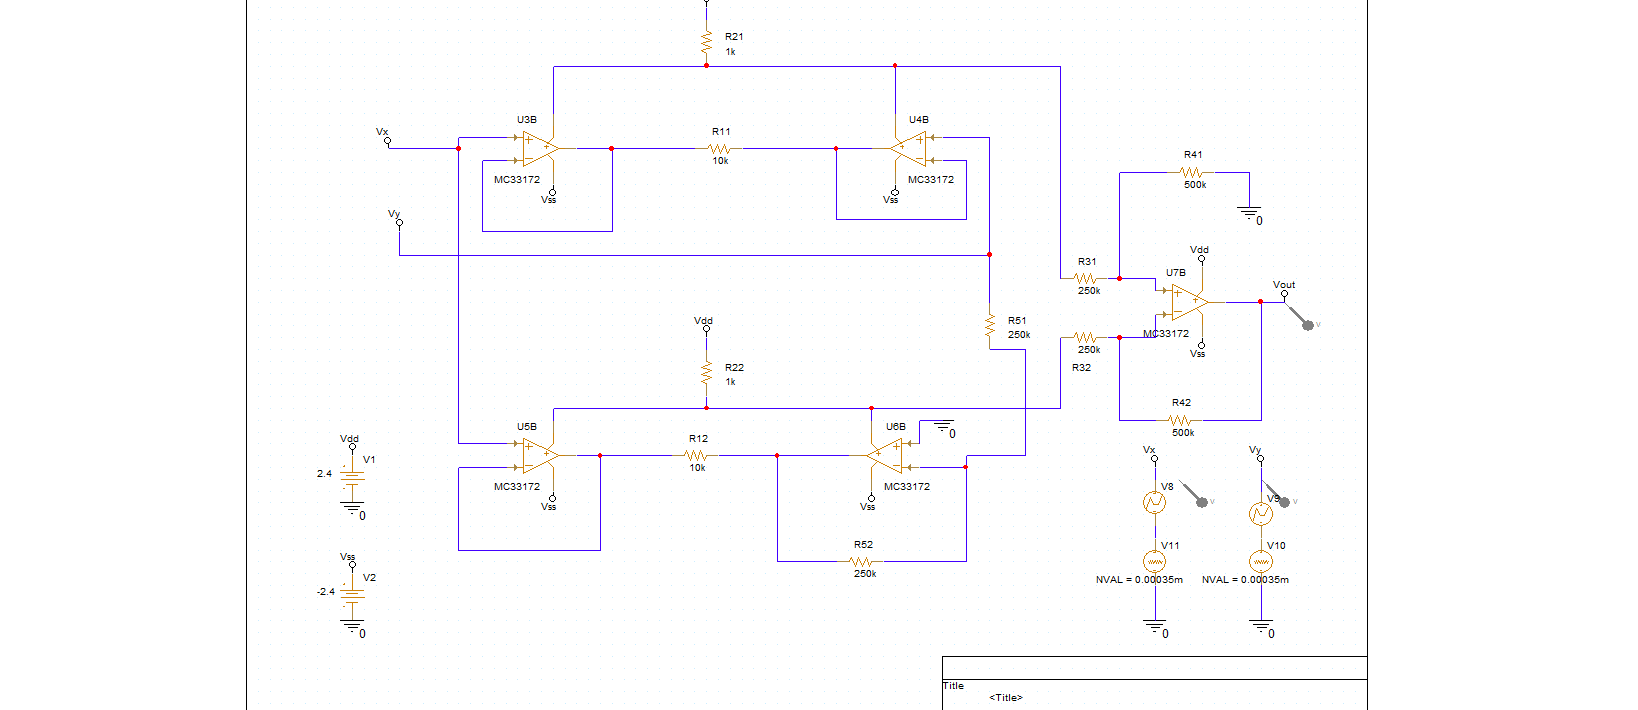 R21
1k
U3B
U4B
Vx
R11
10k
R41
500k
MC33172
MC33172
Vss
Vss
Vy
0
Vdd
R31
U7B
250k
Vout
V
Vdd
R51
250k
MC33172
Vss
250k
R32
R22
1k
R42
500k
U5B
U6B
0
R12
10k
Vdd
V1
2.4
0
MC33172
MC33172
Vss
Vss
Vx
Vy
V8
V
V9
V
R52
250k
V11
V10
NVAL = 0.00035m
NVAL = 0.00035m
Vss
V2
-2.4
0
0
0
Title
<Title>